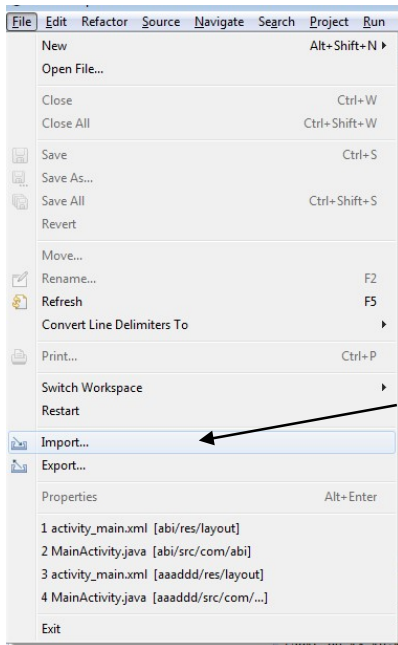 File Edit Refactor Source Navigate Search Project Run
New Alt+Shift+N
Open File...
Close Ctrl+W
Close All Ctrl+Shift+W
Save Ctrl+S
Save As...
Save All Ctrl+Shift+S
Revert
Move...
Rename... F2
Refresh F5
Convert Line Delimiters To
Print... Ctrl+P
Switch Workspace
Restart
Import...
Export...
Properties Alt+Enter
1 activity_main.xml [abi/res/layout]
2 MainActivity.java [abi/src/com/abi]
3 activity_main.xml [aaaddd/res/layout]
4 MainActivity.java [aaaddd/src/com/...]
Exit